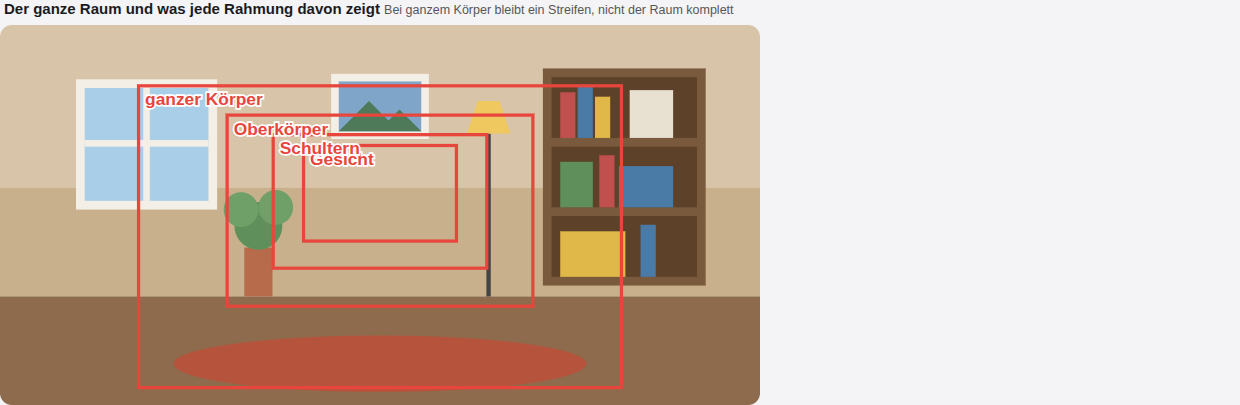 Der ganze Raum und was jede Rahmung davon zeigt Bei ganzem Körper bleibt ein Streifen, nicht der Raum komplett
ganzer Körper
Oberkörper
Schultern
Gesicht